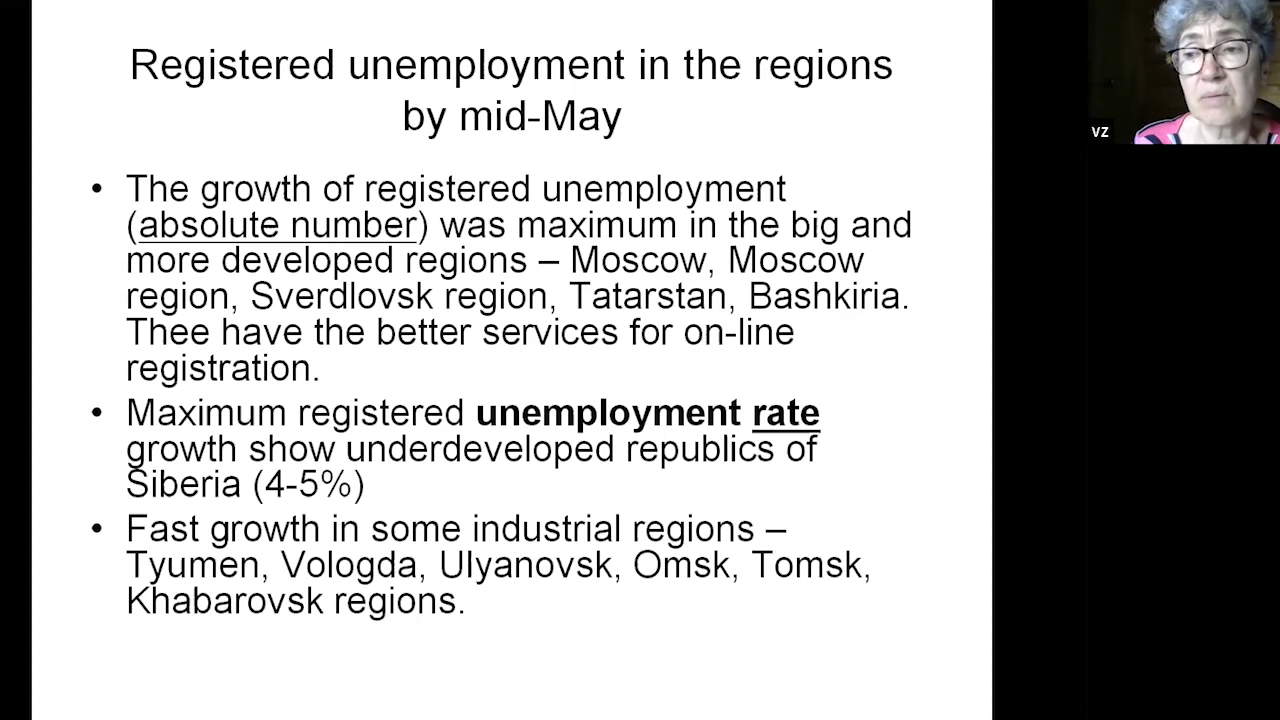 Registered unemployment in the regions
by mid-May
• The growth of registered unemployment
(absolute number) was maximum in the big and
more developed regions – Moscow, Moscow
region, Sverdlovsk region, Tatarstan, Bashkiria.
Thee have the better services for on-line
registration.
• Maximum registered unemployment rate
growth show underdeveloped republics of
Siberia (4-5%)
• Fast growth in some industrial regions –
Tyumen, Vologda, Ulyanovsk, Omsk, Tomsk,
Khabarovsk regions.
VZ